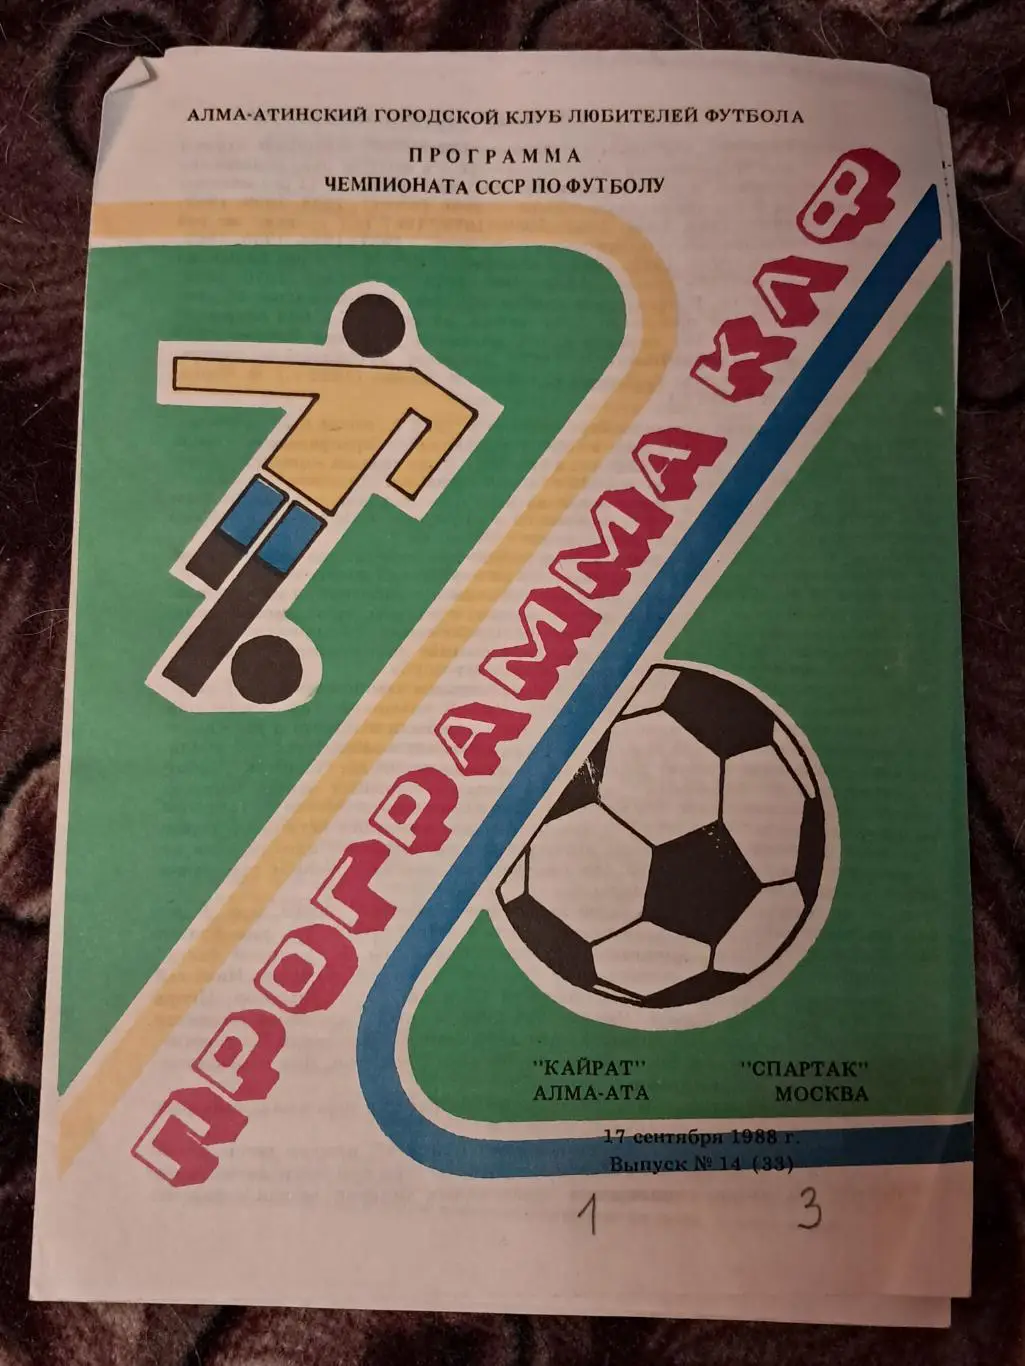 АЛМА-АТИНСКИЙ ГОРОДСКОЙ КЛУБ ЛЮБИТЕЛЕЙ ФУТБОЛА
ПРОГРАММА
ЧЕМПИОНАТА СССР ПО ФУТБОЛУ
ПРОГРАММА КЛФ
"КАЙРАТ" "СПАРТАК"
АЛМА-АТА МОСКВА
17 сентября 1988 г.
Выпуск № 14 (33)
1 3